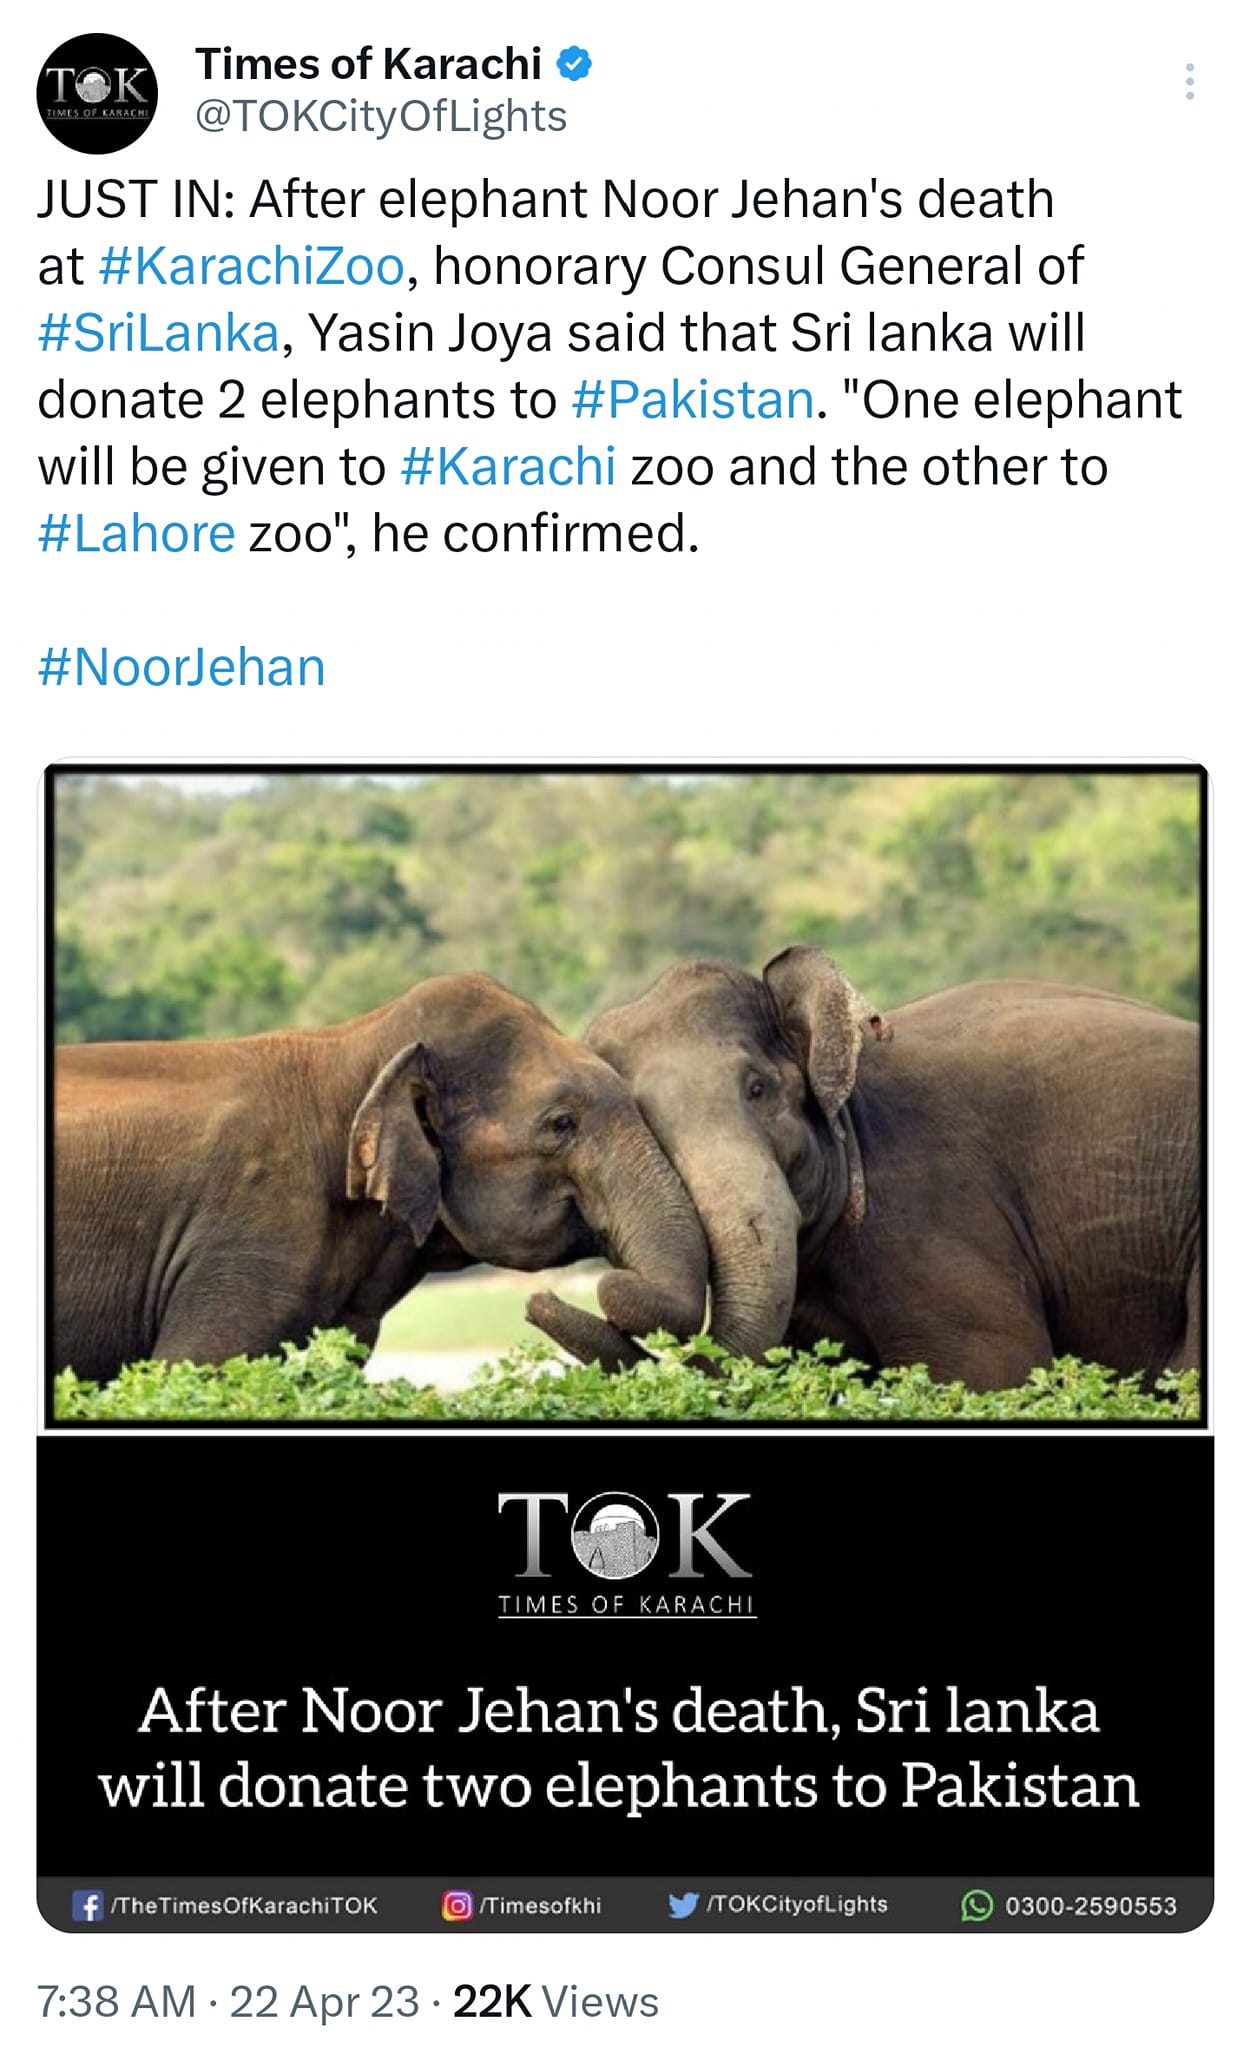 TOK
TIMES OF KARACHI
Times of Karachi
@TOKCityOfLights
JUST IN: After elephant Noor Jehan's death
at #KarachiZoo, honorary Consul General of
#SriLanka, Yasin Joya said that Sri lanka will
donate 2 elephants to #Pakistan. "One elephant
will be given to #Karachi zoo and the other to
#Lahore zoo", he confirmed.
#NoorJehan
TOK
TIMES OF KARACHI
After Noor Jehan's death, Sri lanka
will donate two elephants to Pakistan
/TheTimesOfKarachiTOK /Timesofkhi /TOKCityofLights 0300-2590553
7:38 AM · 22 Apr 23 · 22K Views